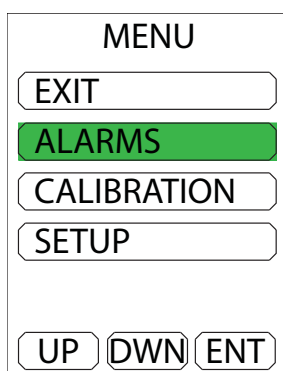 MENU
EXIT
ALARMS
CALIBRATION
SETUP
UP DWN ENT